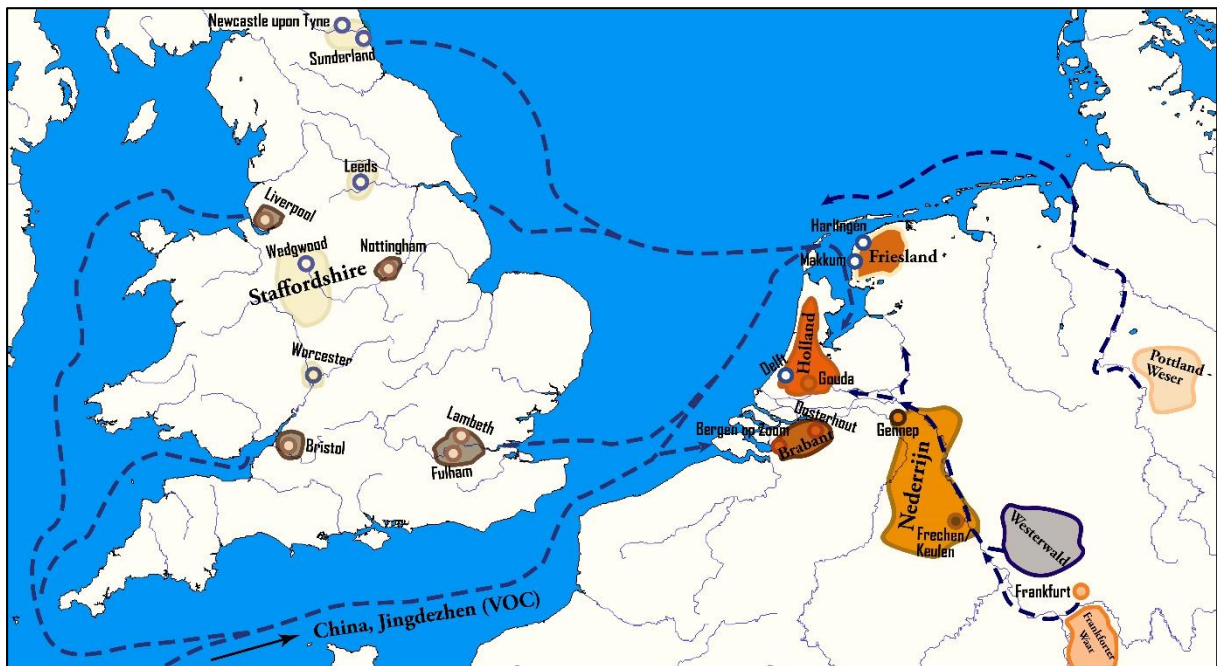 Newcastle upon Tyne
Sunderland
Leeds
Liverpool
Wedgwood
Nottingham
Staffordshire
Worcester
Lambeth
Bristol
Fulham
China, Jingdezhen (VOC)
Harlingen
Makkum
Friesland
Holland
Delft
Gouda
Pottland
Weser
Oosterhout
Bergen op Zoom
Brabant
Gennep
Nederrijn
Frechen
Keulen
Westerwald
Frankfurt
Frankforter
Waar